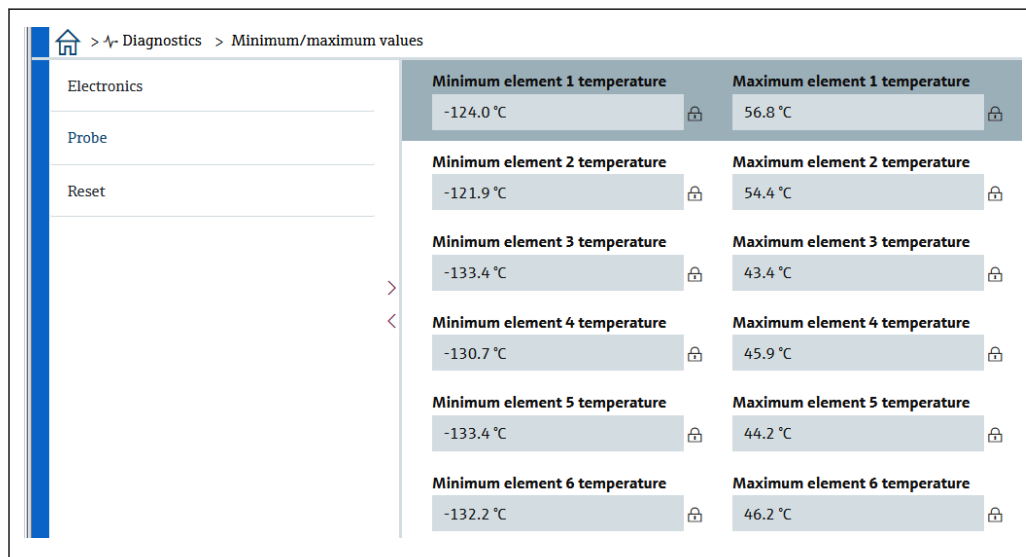 > Diagnostics > Minimum/maximum values
Electronics
Probe
Reset
Minimum element 1 temperature Maximum element 1 temperature
-124.0 °C 56.8 °C
Minimum element 2 temperature Maximum element 2 temperature
-121.9 °C 54.4 °C
Minimum element 3 temperature Maximum element 3 temperature
-133.4 °C 43.4 °C
Minimum element 4 temperature Maximum element 4 temperature
-130.7 °C 45.9 °C
Minimum element 5 temperature Maximum element 5 temperature
-133.4 °C 44.2 °C
Minimum element 6 temperature Maximum element 6 temperature
-132.2 °C 46.2 °C